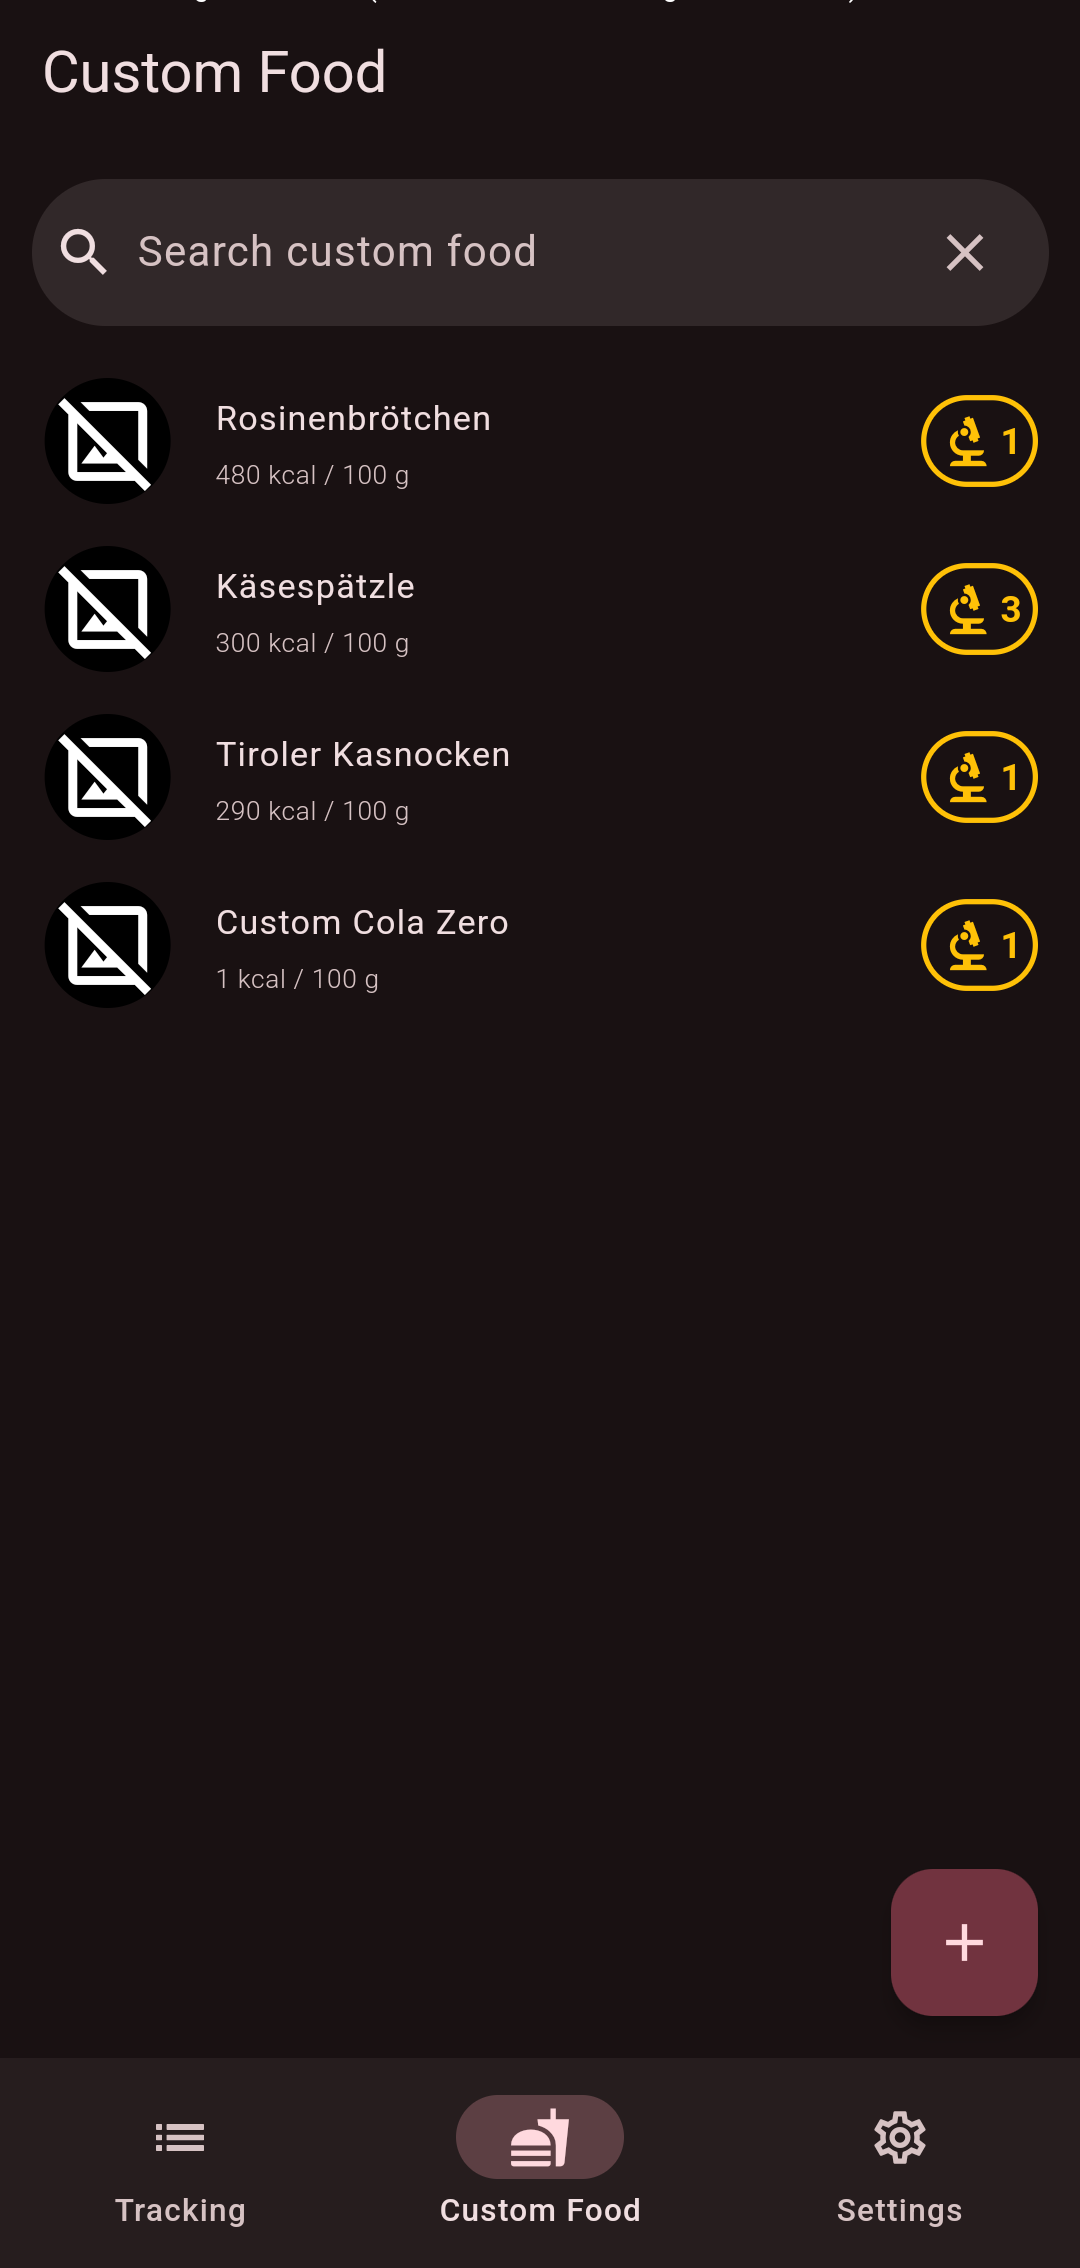 Custom Food
Search custom food
Rosinenbrötchen
480 kcal / 100 g
1
Käsespätzle
300 kcal / 100 g
3
Tiroler Kasnocken
290 kcal / 100 g
1
Custom Cola Zero
1 kcal / 100 g
1
Tracking
Custom Food
Settings